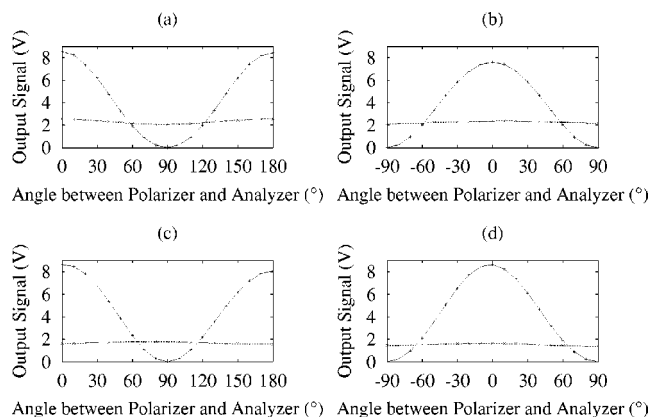 (a)
Output Signal (V)
8
6
4
2
0
0 30 60 90 120 150 180
Angle between Polarizer and Analyzer (°)
(b)
Output Signal (V)
8
6
4
2
0
-90 -60 -30 0 30 60 90
Angle between Polarizer and Analyzer (°)
(c)
Output Signal (V)
8
6
4
2
0
0 30 60 90 120 150 180
Angle between Polarizer and Analyzer (°)
(d)
Output Signal (V)
8
6
4
2
0
-90 -60 -30 0 30 60 90
Angle between Polarizer and Analyzer (°)